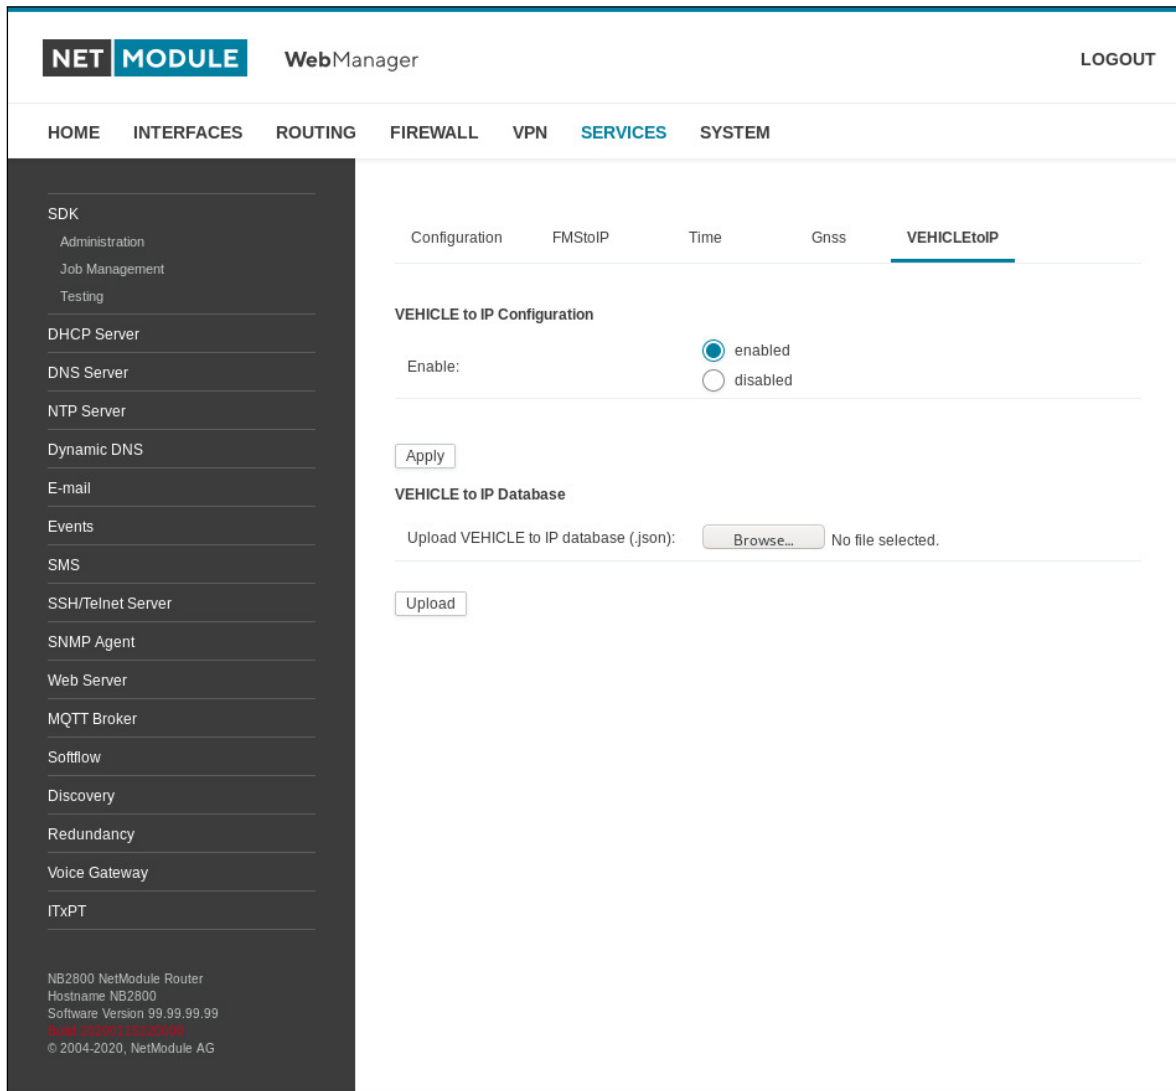 NET MODULE WebManager LOGOUT
HOME INTERFACES ROUTING FIREWALL VPN SERVICES SYSTEM
SDK
Administration
Job Management
Testing
DHCP Server
DNS Server
NTP Server
Dynamic DNS
E-mail
Events
SMS
SSH/Telnet Server
SNMP Agent
Web Server
MQTT Broker
Softflow
Discovery
Redundancy
Voice Gateway
ITxPT
NB2800 NetModule Router
Hostname NB2800
Software Version 99.99.99.99
Build
© 2004-2020, NetModule AG
Configuration FMStoIP Time Gnss VEHICLEtoIP
VEHICLE to IP Configuration
Enable:
enabled
disabled
Apply
VEHICLE to IP Database
Upload VEHICLE to IP database (.json): Browse... No file selected.
Upload